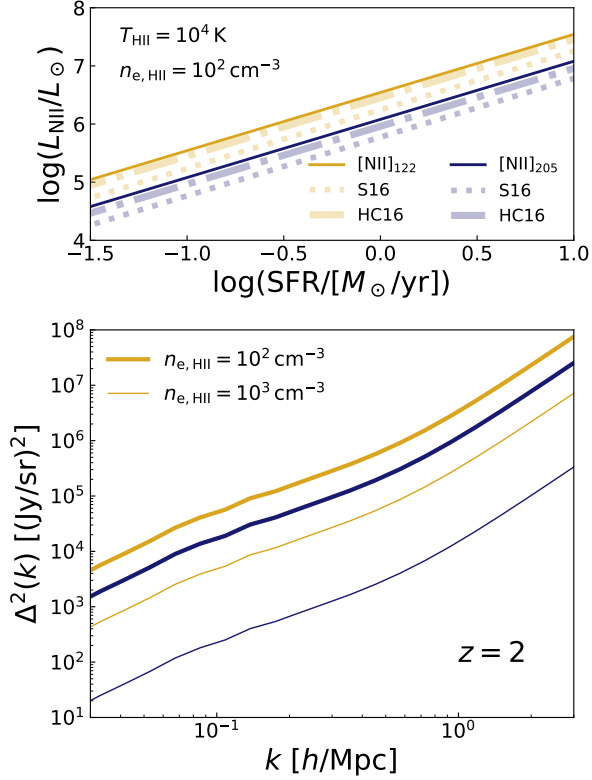 8
7
6
5
4
log(L_NII/L_⊙)
T_HII = 10^4 K
n_e,HII = 10^2 cm^−3
[NII]_122 [NII]_205
S16 S16
HC16 HC16
−1.5 −1.0 −0.5 0.0 0.5 1.0
log(SFR/[M_⊙/yr])
10^8
10^7
10^6
10^5
10^4
10^3
10^2
10^1
Δ^2(k) [(Jy/sr)^2]
n_e,HII = 10^2 cm^−3
n_e,HII = 10^3 cm^−3
z = 2
10^−1 10^0
k [h/Mpc]